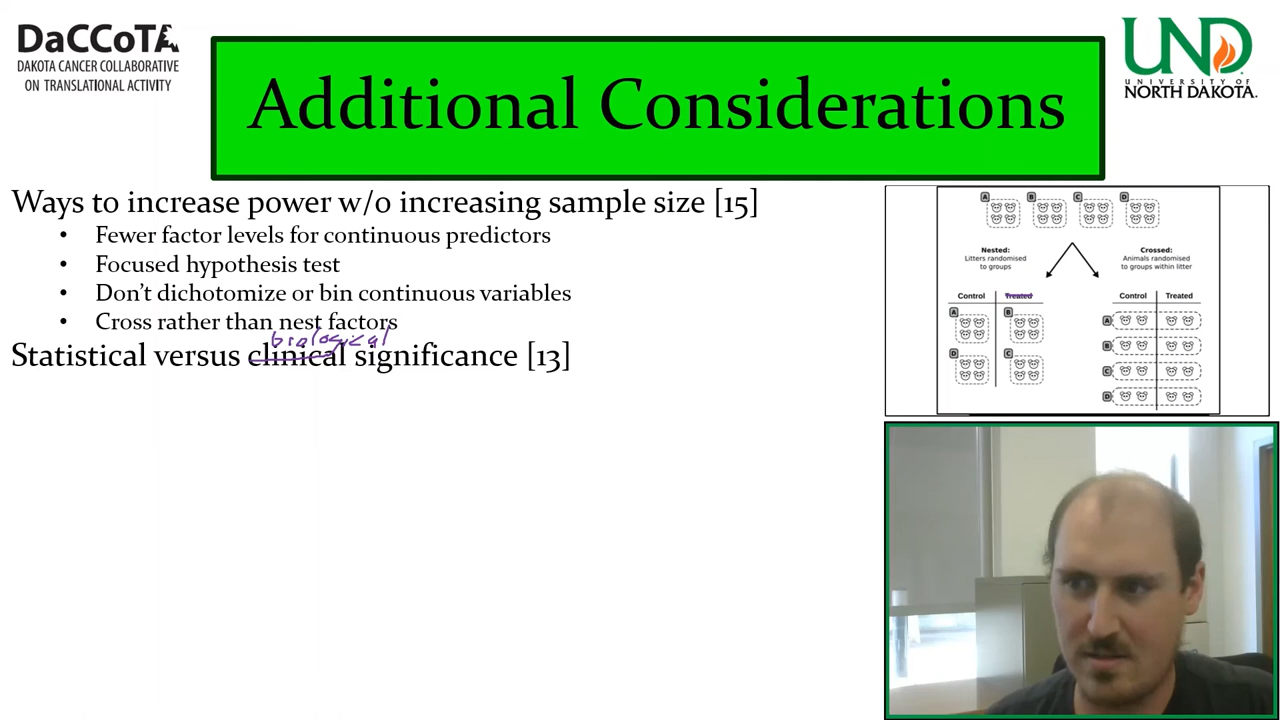 DaCCoTA
DAKOTA CANCER COLLABORATIVE
ON TRANSLATIONAL ACTIVITY
Additional Considerations
UND
UNIVERSITY OF
NORTH DAKOTA.
Ways to increase power w/o increasing sample size [15]
• Fewer factor levels for continuous predictors
• Focused hypothesis test
• Don't dichotomize or bin continuous variables
• Cross rather than nest factors
biological
Statistical versus clinical significance [13]
A B C D
Nested:
Litters randomised
to groups
Crossed:
Animals randomised
to groups within litter
Control Treated
A B
D C
Control Treated
A
B
C
D